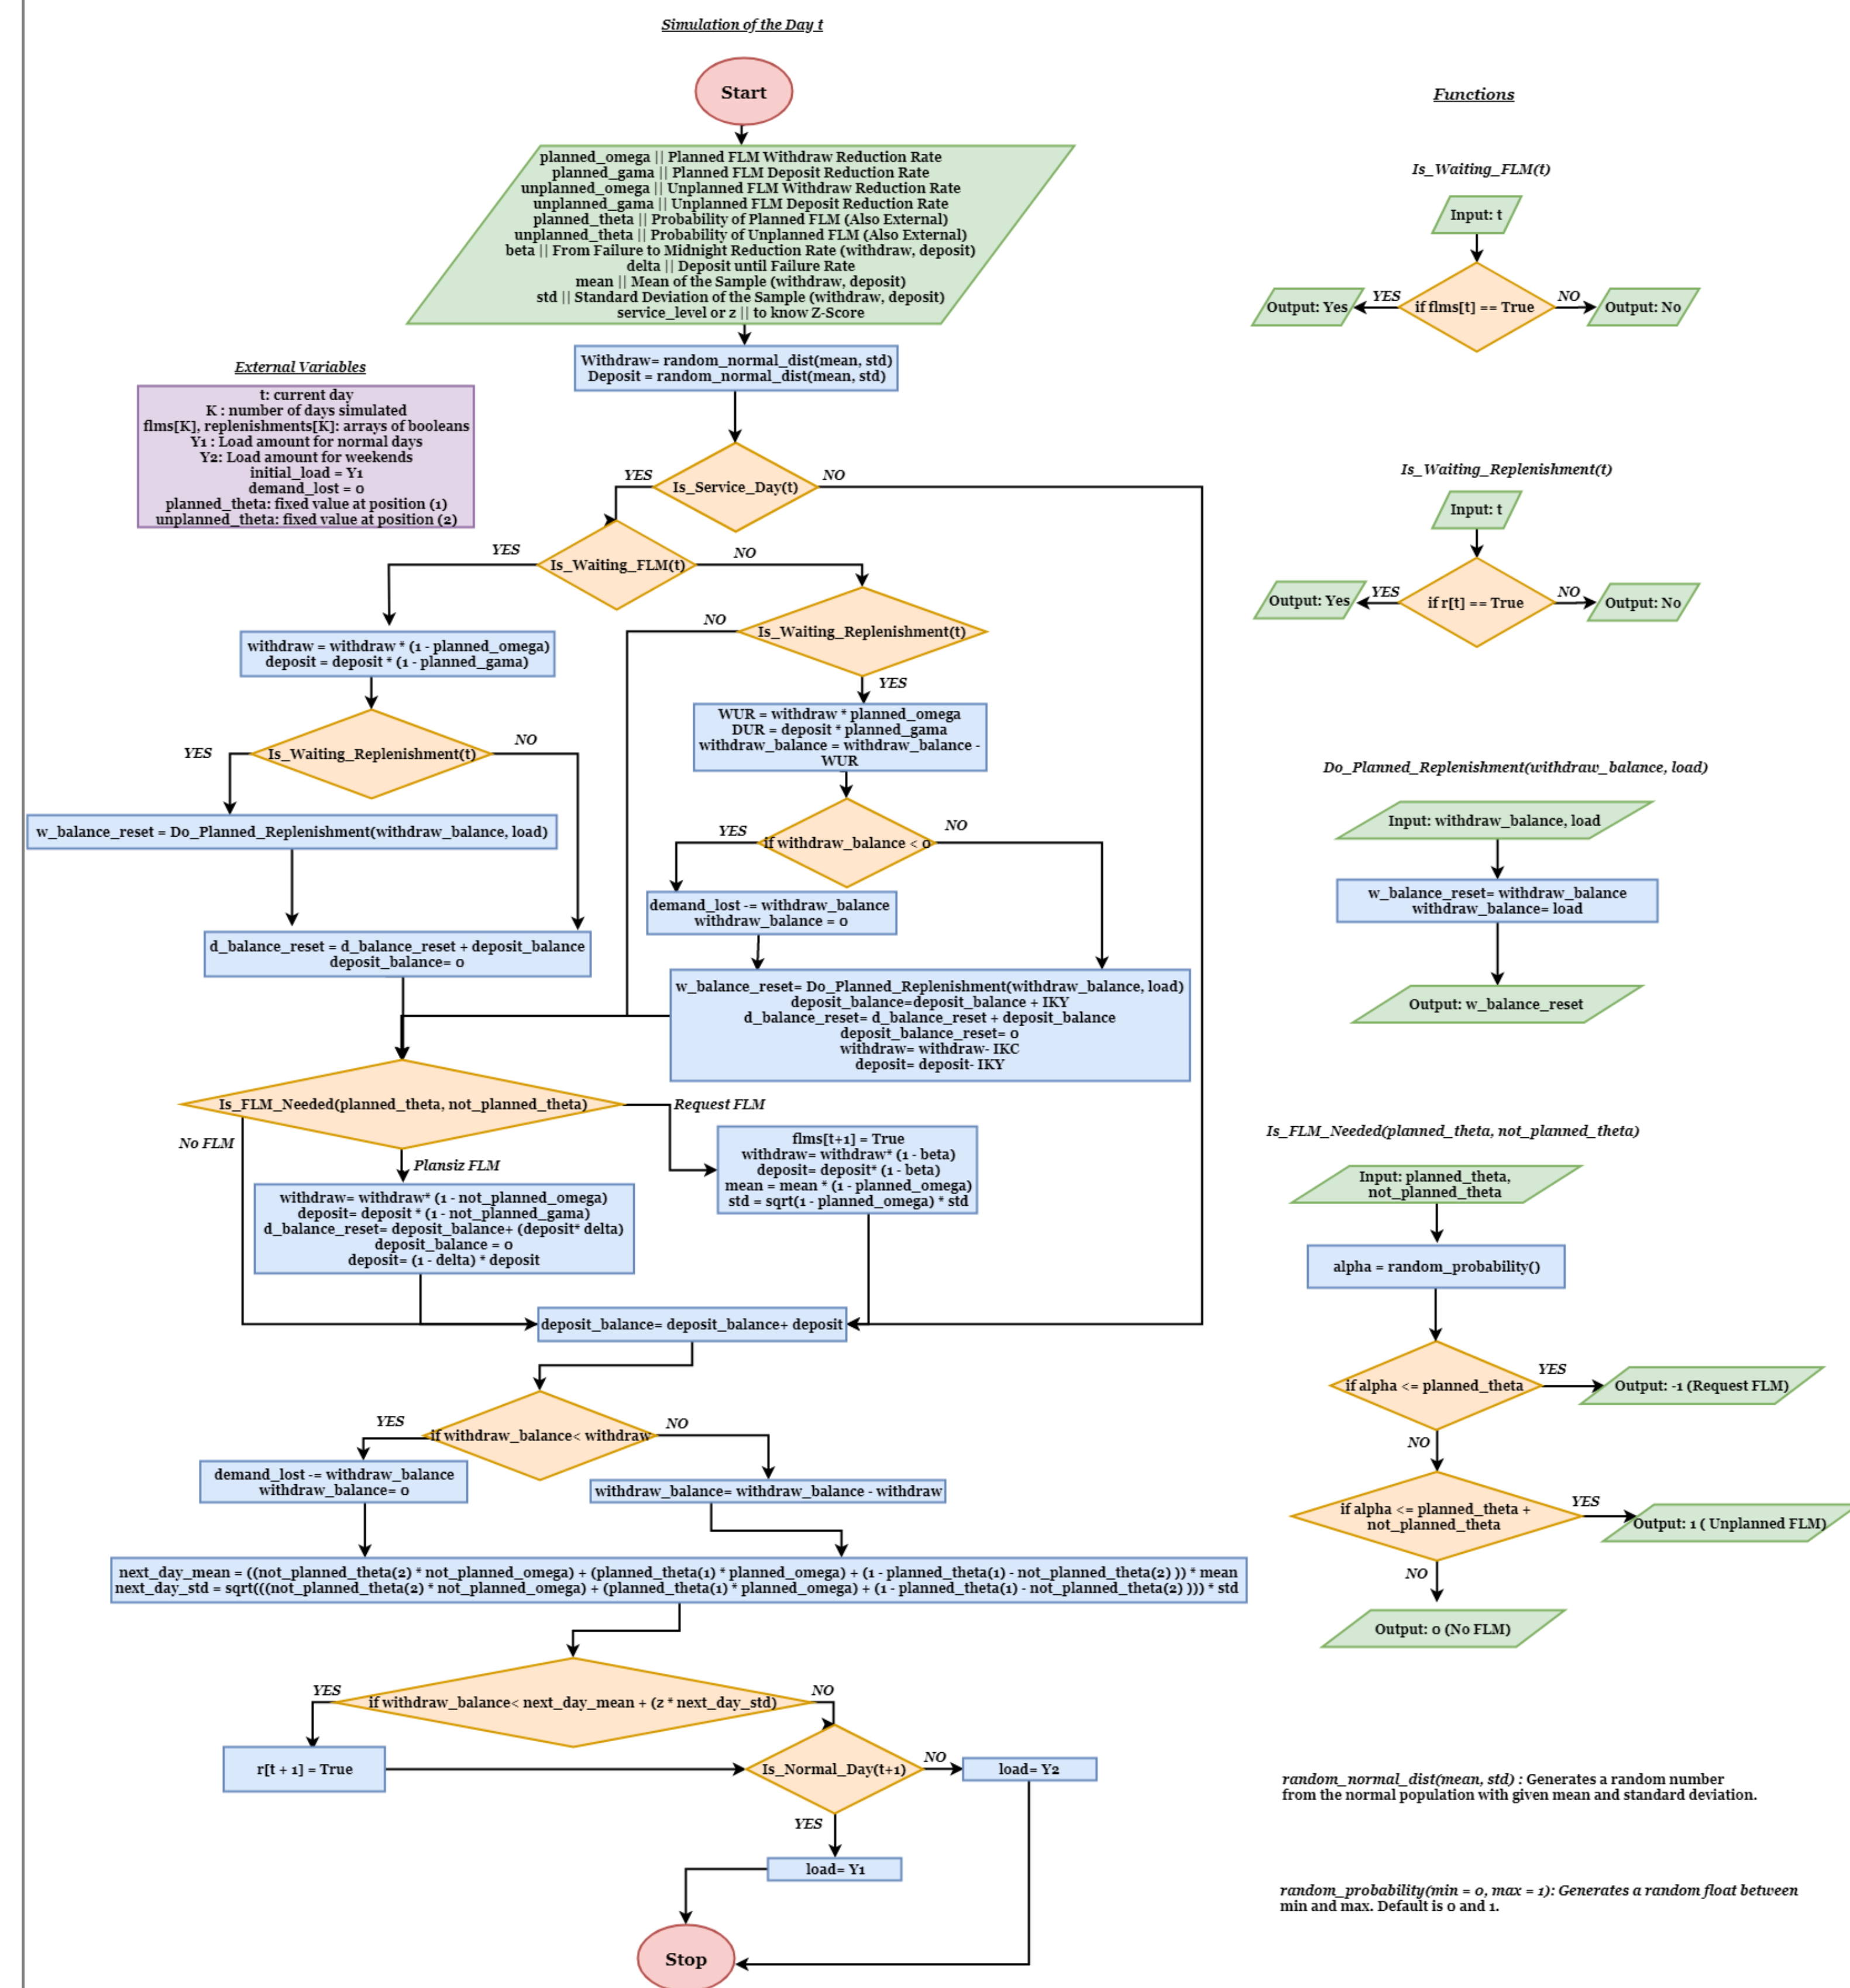 Simulation of the Day t
Start
planned_omega || Planned FLM Withdraw Reduction Rate
planned_gama || Planned FLM Deposit Reduction Rate
unplanned_omega || Unplanned FLM Withdraw Reduction Rate
unplanned_gama || Unplanned FLM Deposit Reduction Rate
planned_theta || Probability of Planned FLM (Also External)
unplanned_theta || Probability of Unplanned FLM (Also External)
beta || From Failure to Midnight Reduction Rate (withdraw, deposit)
delta || Deposit until Failure Rate
mean || Mean of the Sample (withdraw, deposit)
std || Standard Deviation of the Sample (withdraw, deposit)
service_level or z || to know Z-Score
Withdraw= random_normal_dist(mean, std)
Deposit = random_normal_dist(mean, std)
External Variables
t: current day
K : number of days simulated
flms[K], replenishments[K]: arrays of booleans
Y1 : Load amount for normal days
Y2: Load amount for weekends
initial_load = Y1
demand_lost = 0
planned_theta: fixed value at position (1)
unplanned_theta: fixed value at position (2)
YES
Is_Service_Day(t)
NO
YES
Is_Waiting_FLM(t)
NO
NO
Is_Waiting_Replenishment(t)
YES
withdraw = withdraw * (1 - planned_omega)
deposit = deposit * (1 - planned_gama)
WUR = withdraw * planned_omega
DUR = deposit * planned_gama
withdraw_balance = withdraw_balance -
WUR
YES
Is_Waiting_Replenishment(t)
NO
w_balance_reset = Do_Planned_Replenishment(withdraw_balance, load)
YES
if withdraw_balance < 0
NO
demand_lost -= withdraw_balance
withdraw_balance = 0
d_balance_reset = d_balance_reset + deposit_balance
deposit_balance= 0
w_balance_reset= Do_Planned_Replenishment(withdraw_balance, load)
deposit_balance=deposit_balance + IKY
d_balance_reset= d_balance_reset + deposit_balance
deposit_balance_reset= 0
withdraw= withdraw- IKC
deposit= deposit- IKY
Is_FLM_Needed(planned_theta, not_planned_theta)
Request FLM
No FLM
Plansiz FLM
flms[t+1] = True
withdraw= withdraw* (1 - beta)
deposit= deposit* (1 - beta)
mean = mean * (1 - planned_omega)
std = sqrt(1 - planned_omega) * std
withdraw= withdraw* (1 - not_planned_omega)
deposit= deposit * (1 - not_planned_gama)
d_balance_reset= deposit_balance+ (deposit* delta)
deposit_balance = 0
deposit= (1 - delta) * deposit
deposit_balance= deposit_balance+ deposit
YES
if withdraw_balance< withdraw
NO
demand_lost -= withdraw_balance
withdraw_balance= 0
withdraw_balance= withdraw_balance - withdraw
next_day_mean = ((not_planned_theta(2) * not_planned_omega) + (planned_theta(1) * planned_omega) + (1 - planned_theta(1) - not_planned_theta(2) )) * mean
next_day_std = sqrt(((not_planned_theta(2) * not_planned_omega) + (planned_theta(1) * planned_omega) + (1 - planned_theta(1) - not_planned_theta(2) ))) * std
YES
if withdraw_balance< next_day_mean + (z * next_day_std)
NO
r[t + 1] = True
Is_Normal_Day(t+1)
NO
load= Y2
YES
load= Y1
Stop
Functions
Is_Waiting_FLM(t)
Input: t
Output: Yes
YES
if flms[t] == True
NO
Output: No
Is_Waiting_Replenishment(t)
Input: t
Output: Yes
YES
if r[t] == True
NO
Output: No
Do_Planned_Replenishment(withdraw_balance, load)
Input: withdraw_balance, load
w_balance_reset= withdraw_balance
withdraw_balance= load
Output: w_balance_reset
Is_FLM_Needed(planned_theta, not_planned_theta)
Input: planned_theta,
not_planned_theta
alpha = random_probability()
if alpha <= planned_theta
YES
Output: -1 (Request FLM)
NO
if alpha <= planned_theta +
not_planned_theta
YES
Output: 1 ( Unplanned FLM)
NO
Output: 0 (No FLM)
random_normal_dist(mean, std) : Generates a random number
from the normal population with given mean and standard deviation.
random_probability(min = 0, max = 1): Generates a random float between
min and max. Default is 0 and 1.